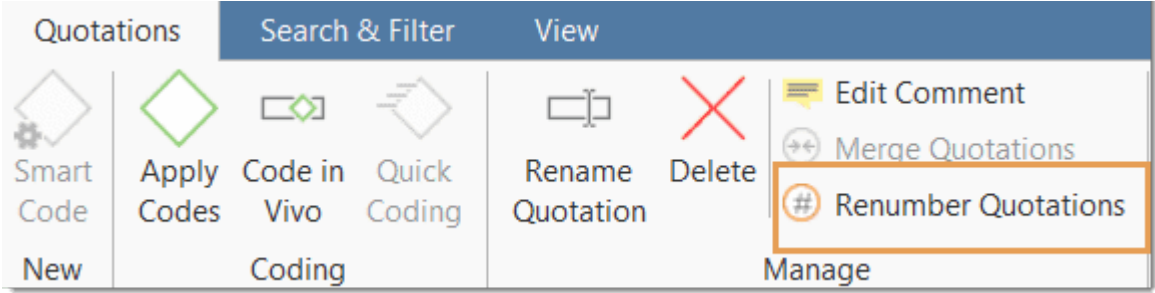 Quotations Search & Filter View
Smart Code
Apply Codes
Code in Vivo
Quick Coding
Rename Quotation
Delete
Edit Comment
Merge Quotations
# Renumber Quotations
New Coding Manage